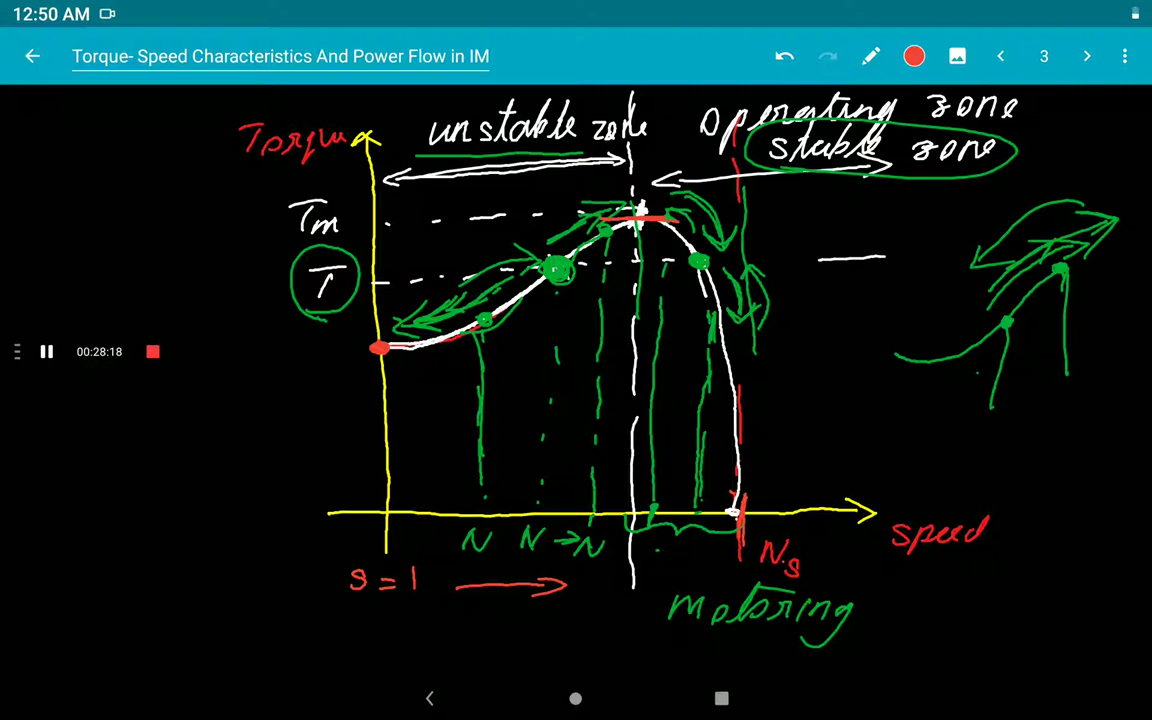 12:50 AM
Torque- Speed Characteristics And Power Flow in IM
3
Operating zone
unstable zone
stable zone
Torque
Tm
T
00:28:18
N N → N
speed
Ns
s = 1
motoring